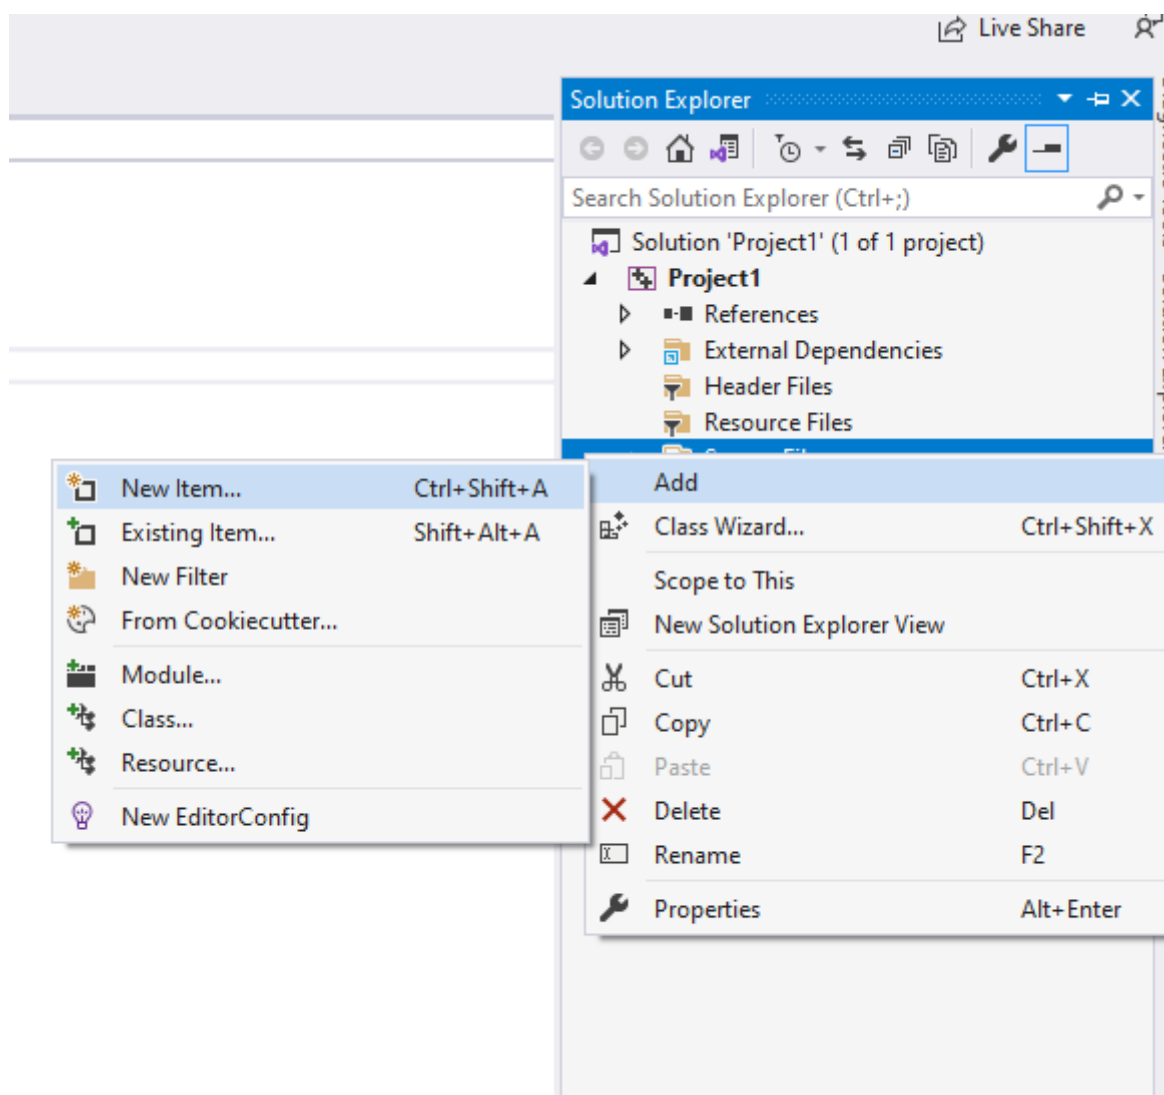 Live Share
Solution Explorer
Search Solution Explorer (Ctrl+;)
Solution 'Project1' (1 of 1 project)
Project1
References
External Dependencies
Header Files
Resource Files
New Item... Ctrl+Shift+A
Existing Item... Shift+Alt+A
New Filter
From Cookiecutter...
Module...
Class...
Resource...
New EditorConfig
Add
Class Wizard... Ctrl+Shift+X
Scope to This
New Solution Explorer View
Cut Ctrl+X
Copy Ctrl+C
Paste Ctrl+V
Delete Del
Rename F2
Properties Alt+Enter